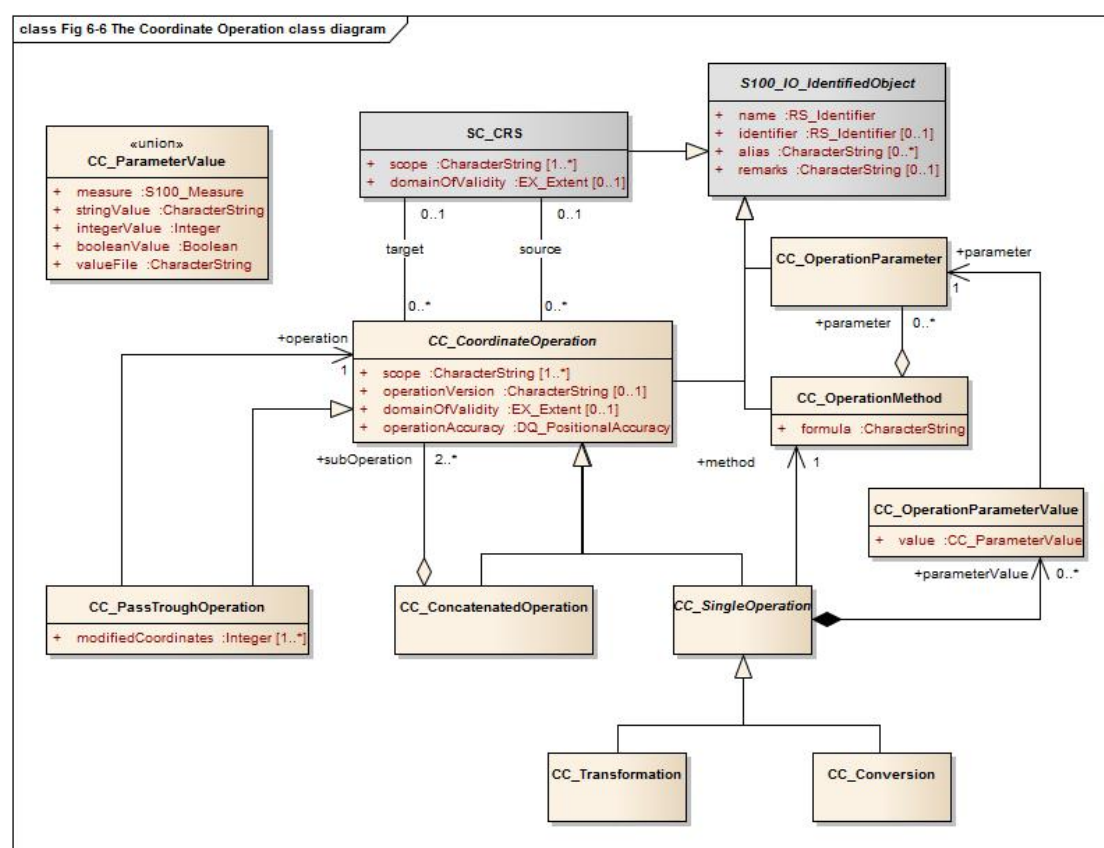 class Fig 6-6 The Coordinate Operation class diagram
S100_IO_IdentifiedObject
+ name :RS_Identifier
+ identifier :RS_Identifier [0..1]
+ alias :CharacterString [0..*]
+ remarks :CharacterString [0..1]
SC_CRS
+ scope :CharacterString [1..*]
+ domainOfValidity :EX_Extent [0..1]
«union»
CC_ParameterValue
+ measure :S100_Measure
+ stringValue :CharacterString
+ integerValue :Integer
+ booleanValue :Boolean
+ valueFile :CharacterString
0..1
0..1
target
source
0..*
0..*
CC_OperationParameter
+parameter
1
+parameter
0..*
+operation
1
CC_CoordinateOperation
+ scope :CharacterString [1..*]
+ operationVersion :CharacterString [0..1]
+ domainOfValidity :EX_Extent [0..1]
+ operationAccuracy :DQ_PositionalAccuracy
CC_OperationMethod
+ formula :CharacterString
+subOperation
2..*
+method
1
CC_OperationParameterValue
+ value :CC_ParameterValue
+parameterValue
0..*
CC_PassTroughOperation
+ modifiedCoordinates :Integer [1..*]
CC_ConcatenatedOperation
CC_SingleOperation
CC_Transformation
CC_Conversion